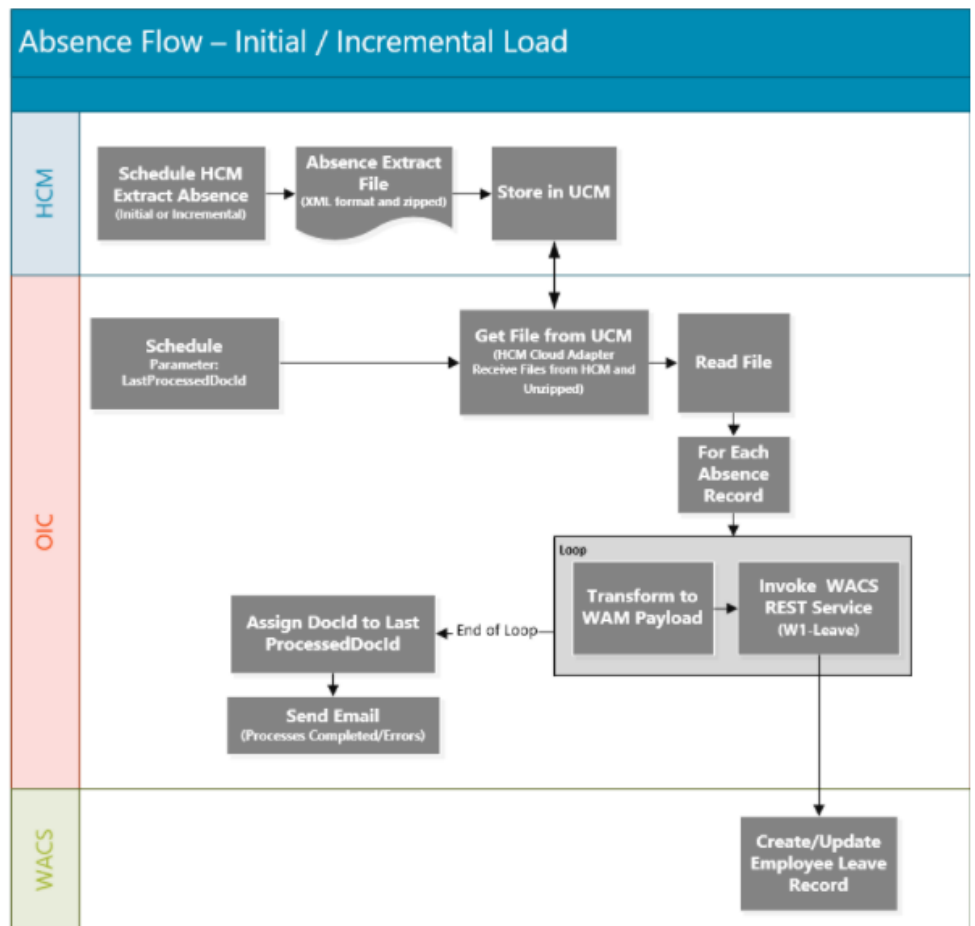 Absence Flow – Initial / Incremental Load
HCM
Schedule HCM
Extract Absence
(Initial or Incremental)
Absence Extract
File
(XML format and zipped)
Store in UCM
OIC
Schedule
Parameter:
LastProcessedDocId
Get File from UCM
(HCM Cloud Adapter
Receive Files from HCM and
Unzipped)
Read File
For Each
Absence
Record
Loop
Transform to
WAM Payload
Invoke WACS
REST Service
(W1-Leave)
End of Loop
Assign DocId to Last
ProcessedDocId
Send Email
(Processes Completed/Errors)
WACS
Create/Update
Employee Leave
Record